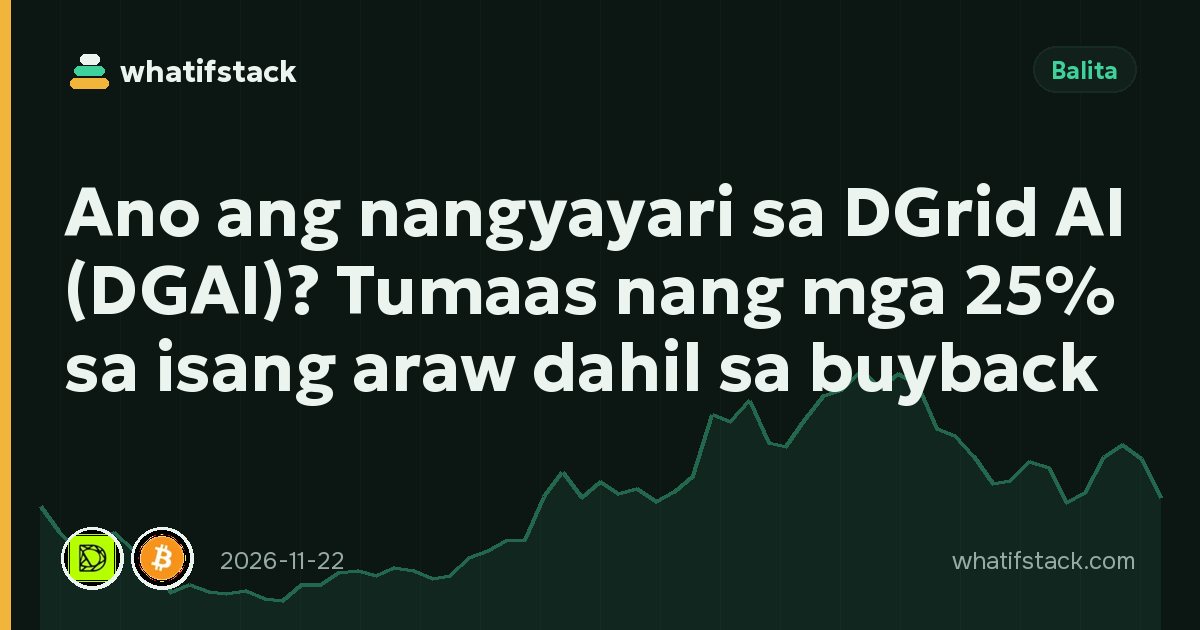 whatifstack
Balita
Ano ang nangyayari sa DGrid AI
(DGAI)? Tumaas nang mga 25%
sa isang araw dahil sa buyback
2026-11-22
whatifstack.com